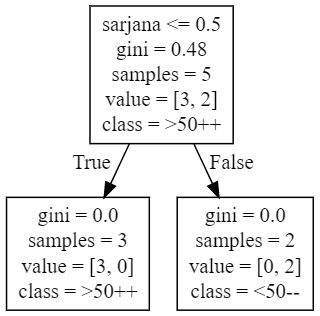 sarjana <= 0.5
gini = 0.48
samples = 5
value = [3, 2]
class = >50++
True
False
gini = 0.0
samples = 3
value = [3, 0]
class = >50++
gini = 0.0
samples = 2
value = [0, 2]
class = <50--